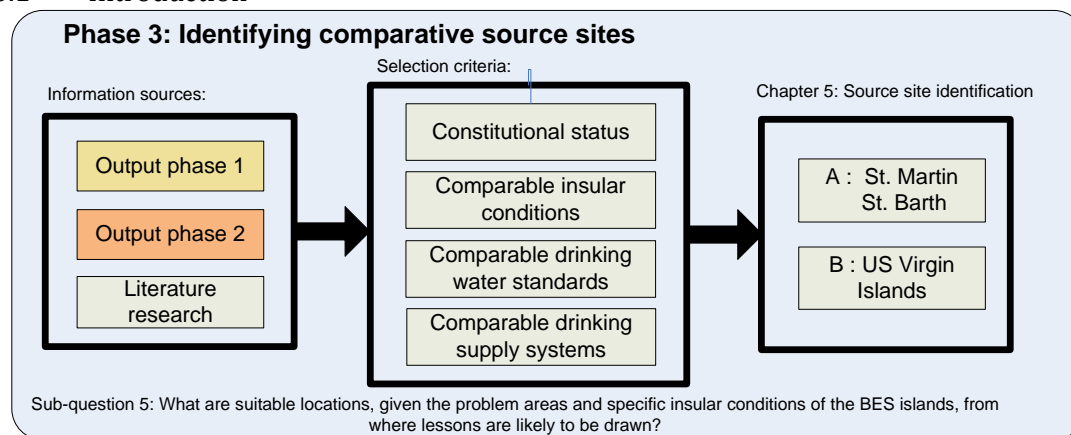 Phase 3: Identifying comparative source sites
Information sources:
Output phase 1
Output phase 2
Literature
research
Selection criteria:
Constitutional status
Comparable insular
conditions
Comparable drinking
water standards
Comparable drinking
supply systems
Chapter 5: Source site identification
A : St. Martin
St. Barth
B : US Virgin
Islands
Sub-question 5: What are suitable locations, given the problem areas and specific insular conditions of the BES islands, from
where lessons are likely to be drawn?